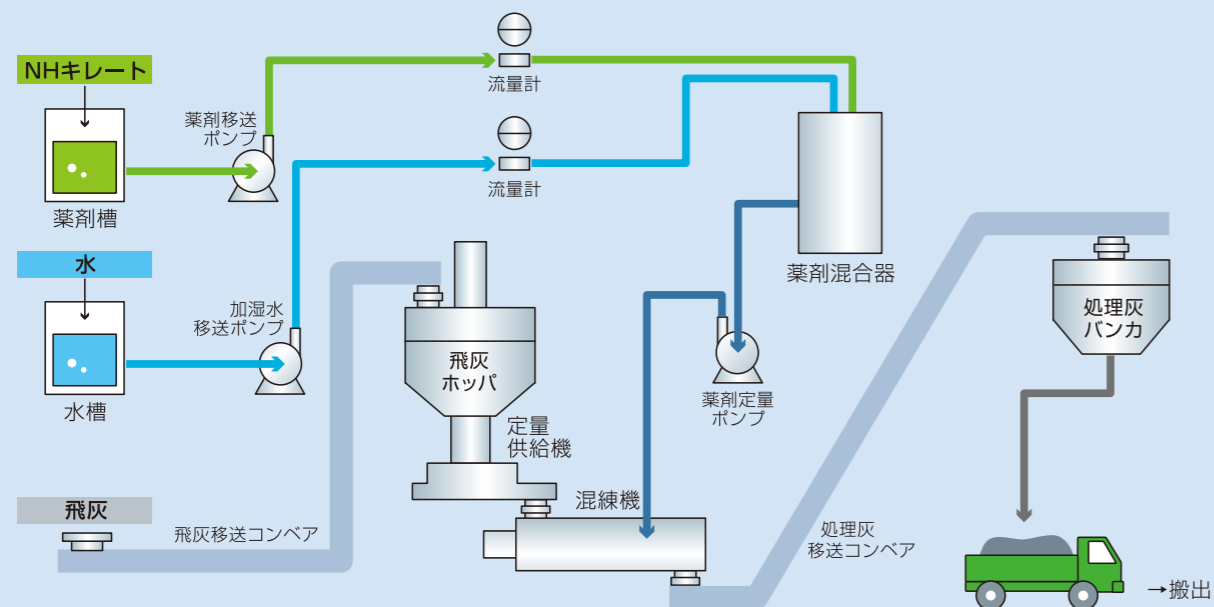 NHキレート
薬剤槽
薬剤移送
ポンプ
流量計
流量計
水
水槽
加湿水
移送ポンプ
薬剤混合器
薬剤定量
ポンプ
飛灰
ホッパ
定量
供給機
混練機
飛灰
飛灰移送コンベア
処理灰
移送コンベア
処理灰
バンカ
→搬出